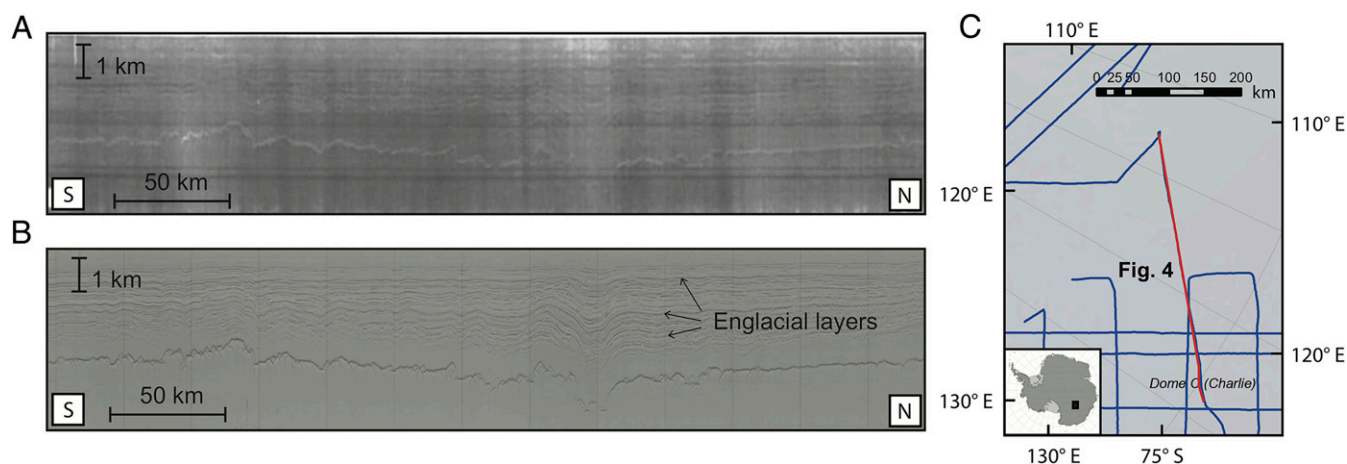 A
1 km
50 km
S
N
B
1 km
Englacial layers
50 km
S
N
C
110° E
0 25 50 100 150 200
km
110° E
120° E
Fig. 4
120° E
Dome C (Charlie)
130° E
130° E
75° S